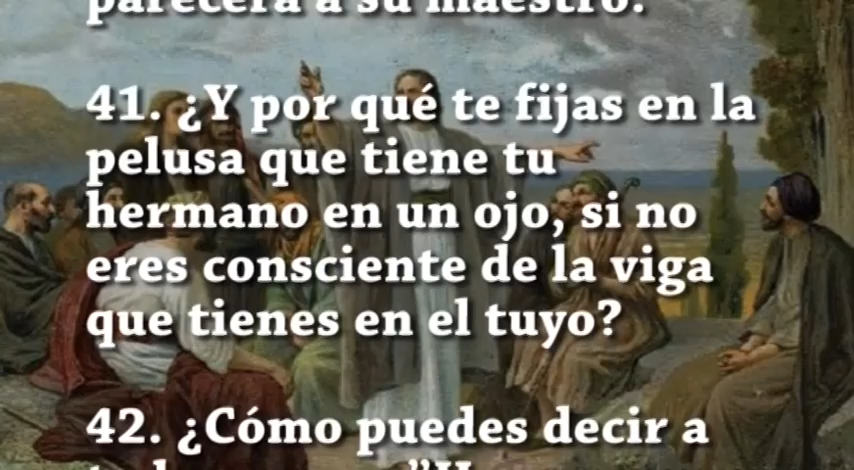 parecerá a su maestro.
41. ¿Y por qué te fijas en la
pelusa que tiene tu
hermano en un ojo, si no
eres consciente de la viga
que tienes en el tuyo?
42. ¿Cómo puedes decir a